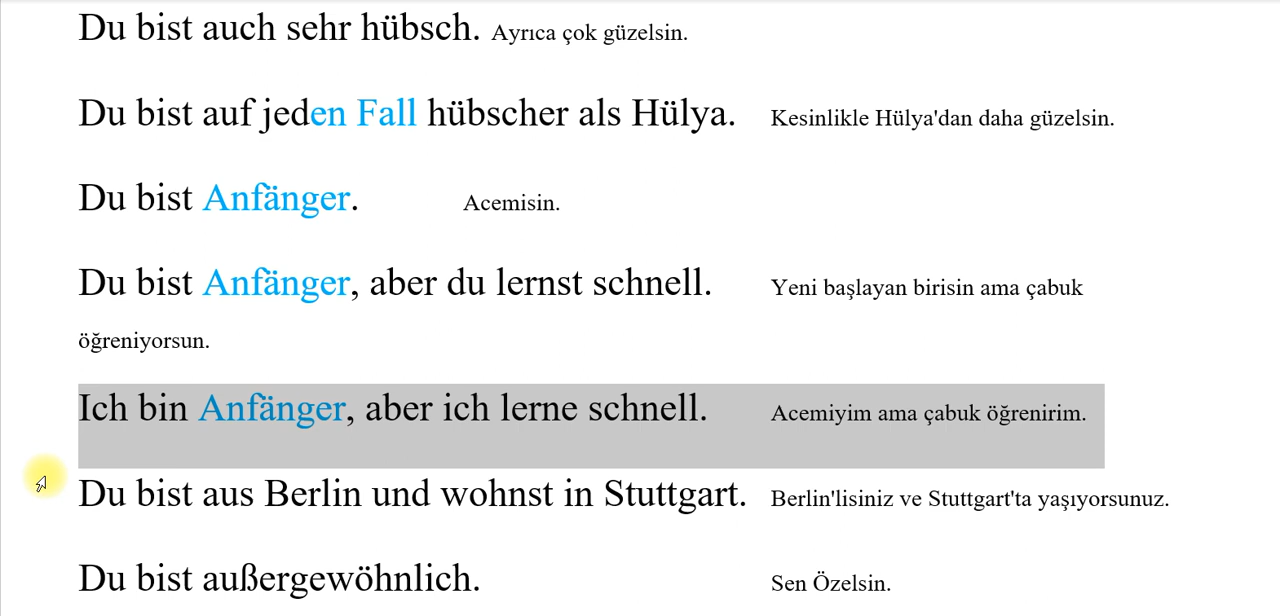 Du bist auch sehr hübsch. Ayrıca çok güzelsin.
Du bist auf jeden Fall hübscher als Hülya. Kesinlikle Hülya'dan daha güzelsin.
Du bist Anfänger. Acemisin.
Du bist Anfänger, aber du lernst schnell. Yeni başlayan birisin ama çabuk
öğreniyorsun.
Ich bin Anfänger, aber ich lerne schnell. Acemiyim ama çabuk öğrenirim.
Du bist aus Berlin und wohnst in Stuttgart. Berlin'lisiniz ve Stuttgart'ta yaşıyorsunuz.
Du bist außergewöhnlich. Sen Özelsin.